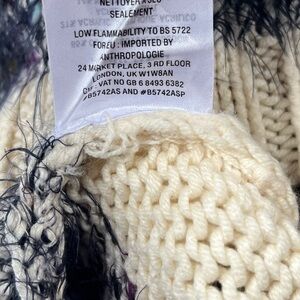 NETTOYER À SEC
SEALEMENT
LOW FLAMMABILITY TO BS 5722
FOR EU: IMPORTED BY
ANTHROPOLOGIE
24 MARKET PLACE, 3 RD FLOOR
LONDON, UK W1W8AN
VAT NO GB 6 8493 6382
#B5742AS AND #B5742ASP